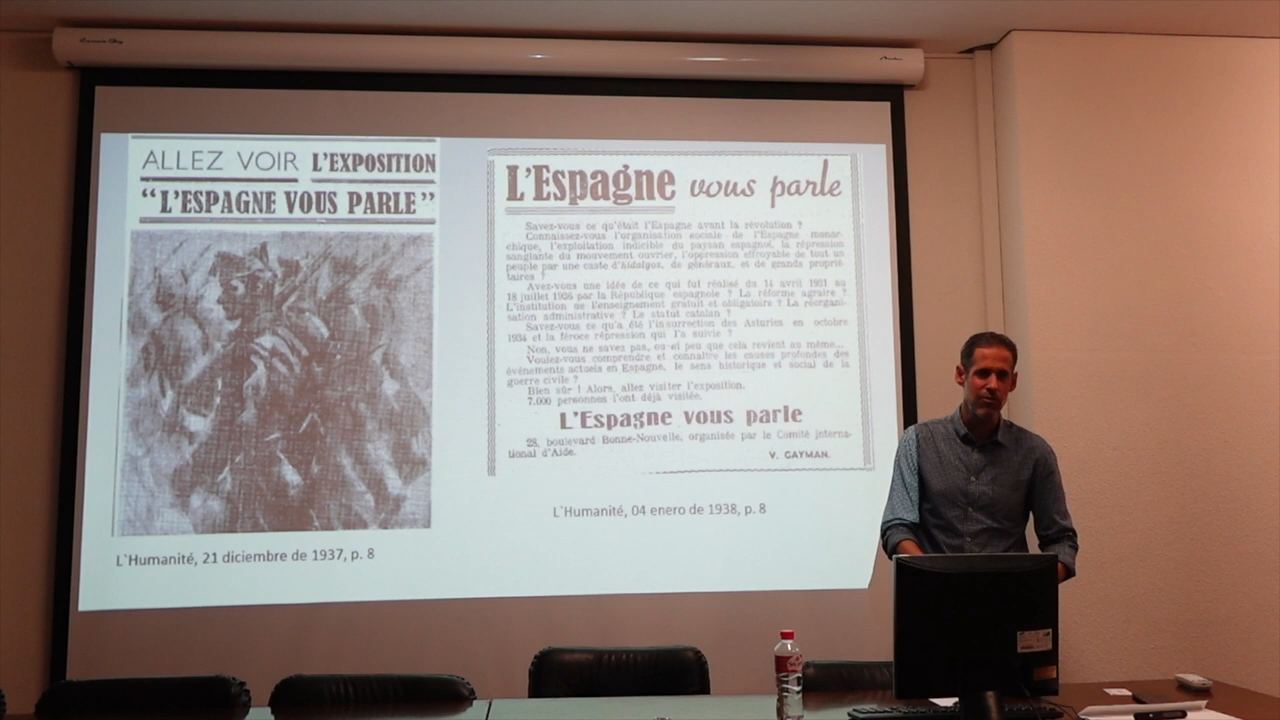 ALLEZ VOIR L'EXPOSITION
“L'ESPAGNE VOUS PARLE”
L`Humanité, 21 diciembre de 1937, p. 8
L'Espagne vous parle
Savez-vous ce qu'était l'Espagne avant la révolution ?
Connaissez-vous l'organisation sociale de l'Espagne monar-
chique, l'exploitation indicible du paysan espagnol, la répression
sanglante du mouvement ouvrier, l'oppression effroyable de tout un
peuple par une caste d'hidalgos, de généraux, et de grands proprié-
taires ?
Avez-vous une idée de ce qui fut réalisé du 14 avril 1931 au
18 juillet 1936 par la République espagnole ? La réforme agraire ?
L'institution de l'enseignement gratuit et obligatoire ? La réorgani-
sation administrative ? Le statut catalan ?
Savez-vous ce qu'a été l'insurrection des Asturies en octobre
1934 et la féroce répression qui l'a suivie ?
Non, vous ne savez pas, ou si peu que cela revient au même...
Voulez-vous comprendre et connaître les causes profondes des
événements actuels en Espagne, le sens historique et social de la
guerre civile ?
Bien sûr ! Alors, allez visiter l'exposition.
7.000 personnes l'ont déjà visitée.
L'Espagne vous parle
28, boulevard Bonne-Nouvelle, organisée par le Comité interna-
tional d'Aide.
V. GAYMAN.
L`Humanité, 04 enero de 1938, p. 8